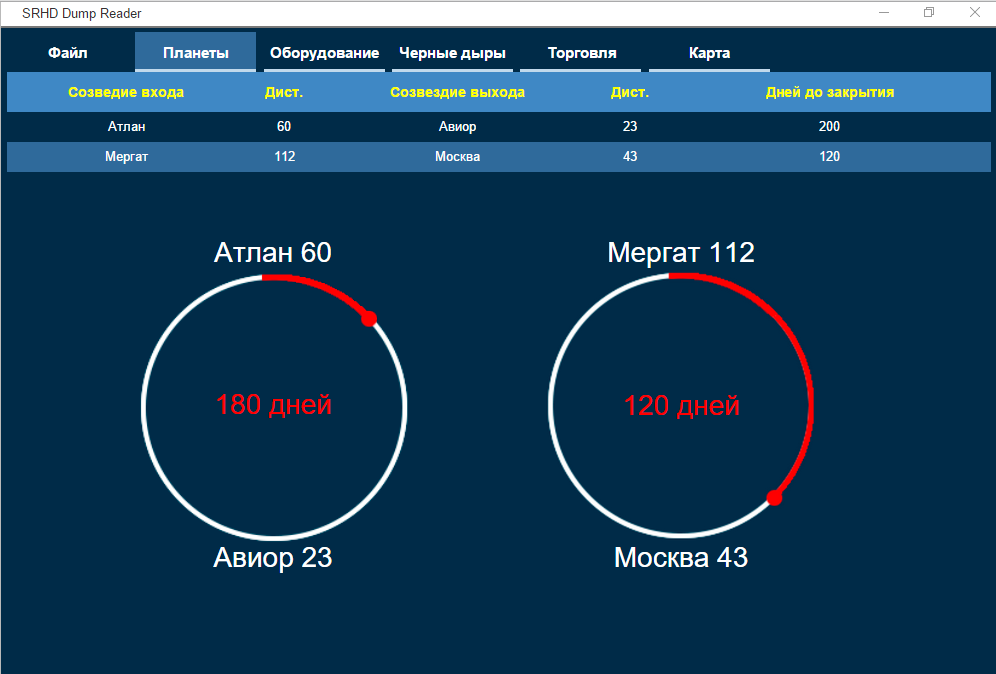 SRHD Dump Reader
Файл Планеты Оборудование Черные дыры Торговля Карта
Созведие входа Дист. Созвездие выхода Дист. Дней до закрытия
Атлан 60 Авиор 23 200
Мергат 112 Москва 43 120
Атлан 60 Мергат 112
180 дней 120 дней
Авиор 23 Москва 43